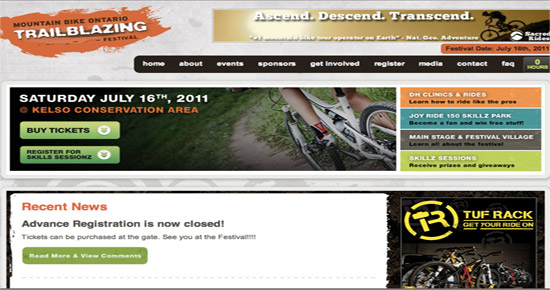 MOUNTAIN BIKE ONTARIO
TRAILBLAZING
FESTIVAL
Ascend. Descend. Transcend.
"#1 mountain bike tour operator on Earth" - Nat. Geo. Adventure
Sacred
Rides
Festival Date: July 16th, 2011
home about events sponsors get involved register media contact faq
0
HOURS
SATURDAY JULY 16TH, 2011
@ KELSO CONSERVATION AREA
BUY TICKETS
REGISTER FOR
SKILLS SESSIONZ
DH CLINICS & RIDES
Learn how to ride like the pros
JOY RIDE 150 SKILLZ PARK
Become a fan and win free stuff!
MAIN STAGE & FESTIVAL VILLAGE
Learn all about the festival
SKILLZ SESSIONS
Receive prizes and giveaways
Recent News
Advance Registration is now closed!
Tickets can be purchased at the gate. See you at the Festival!!!!
Read More & View Comments
TR
TUF RACK
GET YOUR RIDE ON